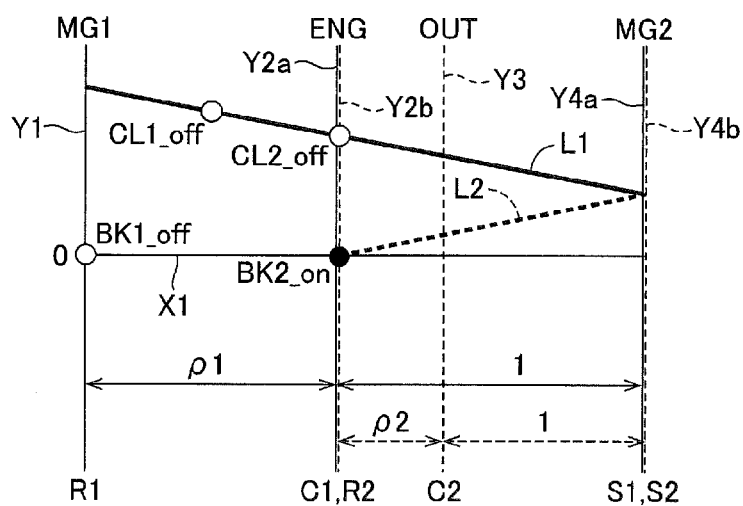 MG1 ENG OUT MG2
Y2a Y3
Y2b Y4a
Y1 Y4b
CL1_off
CL2_off L1
L2
BK1_off
0
BK2_on
X1
ρ1 1
ρ2 1
R1 C1,R2 C2 S1,S2